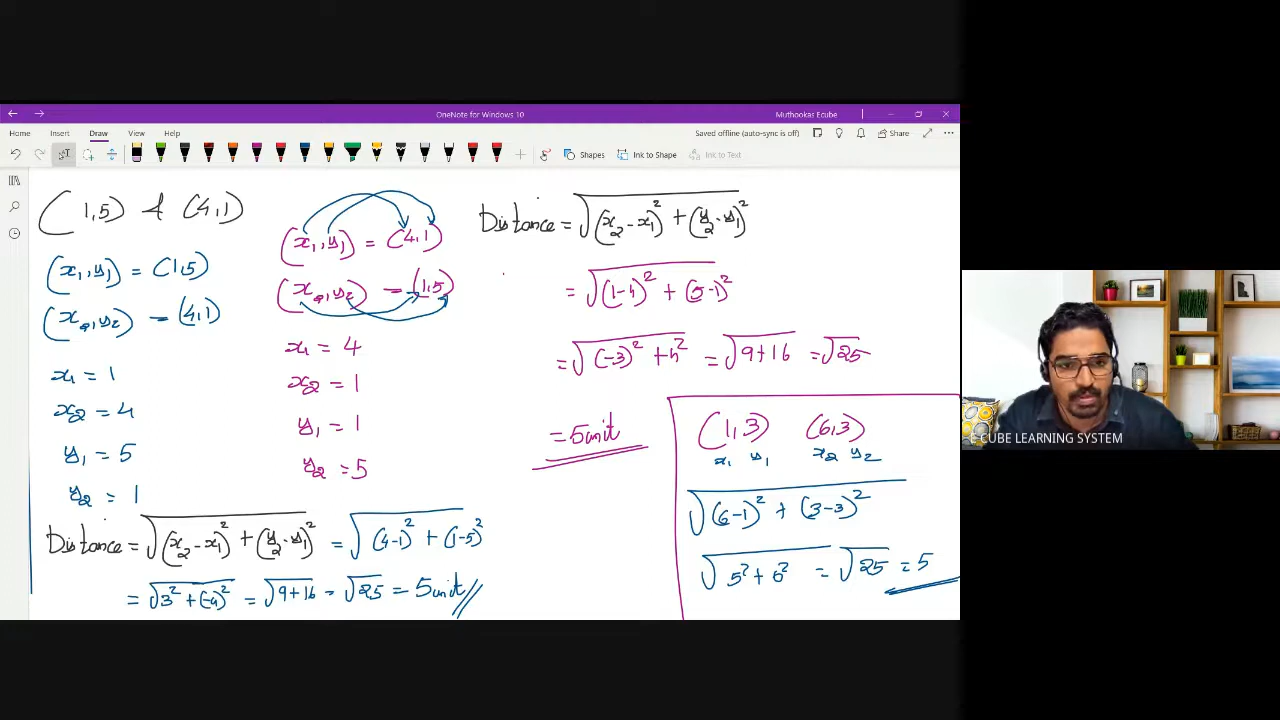 OneNote for Windows 10
Muthookas Ecube
Home Insert Draw View Help
Saved offline (auto-sync is off)
Share
Shapes
Ink to Shape
Ink to Text
(1,5) & (4,1)
(x₁,y₁) = (1,5)
(x₂,y₂) = (4,1)
x₁ = 1
x₂ = 4
y₁ = 5
y₂ = 1
Distance = √(x₂-x₁)² + (y₂-y₁)² = √(4-1)² + (1-5)²
= √3² + (-4)² = √9+16 = √25 = 5unit
(x₁,y₁) = (4,1)
(x₂,y₂) = (1,5)
x₁ = 4
x₂ = 1
y₁ = 1
y₂ = 5
Distance = √(x₂-x₁)² + (y₂-y₁)²
= √(1-4)² + (5-1)²
= √(-3)² + 4² = √9+16 = √25
= 5unit
(1,3) (6,3)
x₁ y₁ x₂ y₂
√(6-1)² + (3-3)²
√5² + 0² = √25 = 5
E CUBE LEARNING SYSTEM